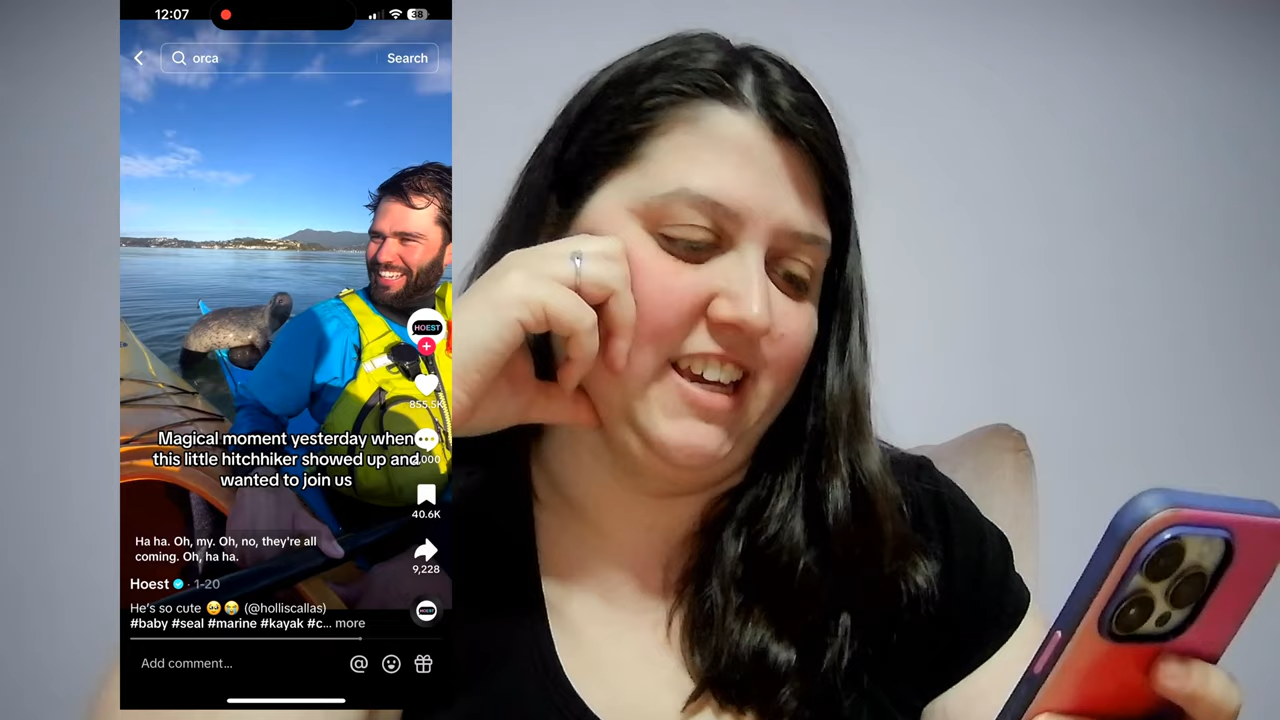 12:07
38
orca
Search
HOEST
855.5K
Magical moment yesterday when
this little hitchhiker showed up and
wanted to join us
40.6K
Ha ha. Oh, my. Oh, no, they're all
coming. Oh, ha ha.
9,228
Hoest · 1-20
He's so cute 🥹😭 (@holliscallas)
#baby #seal #marine #kayak #c... more
HOEST
Add comment...